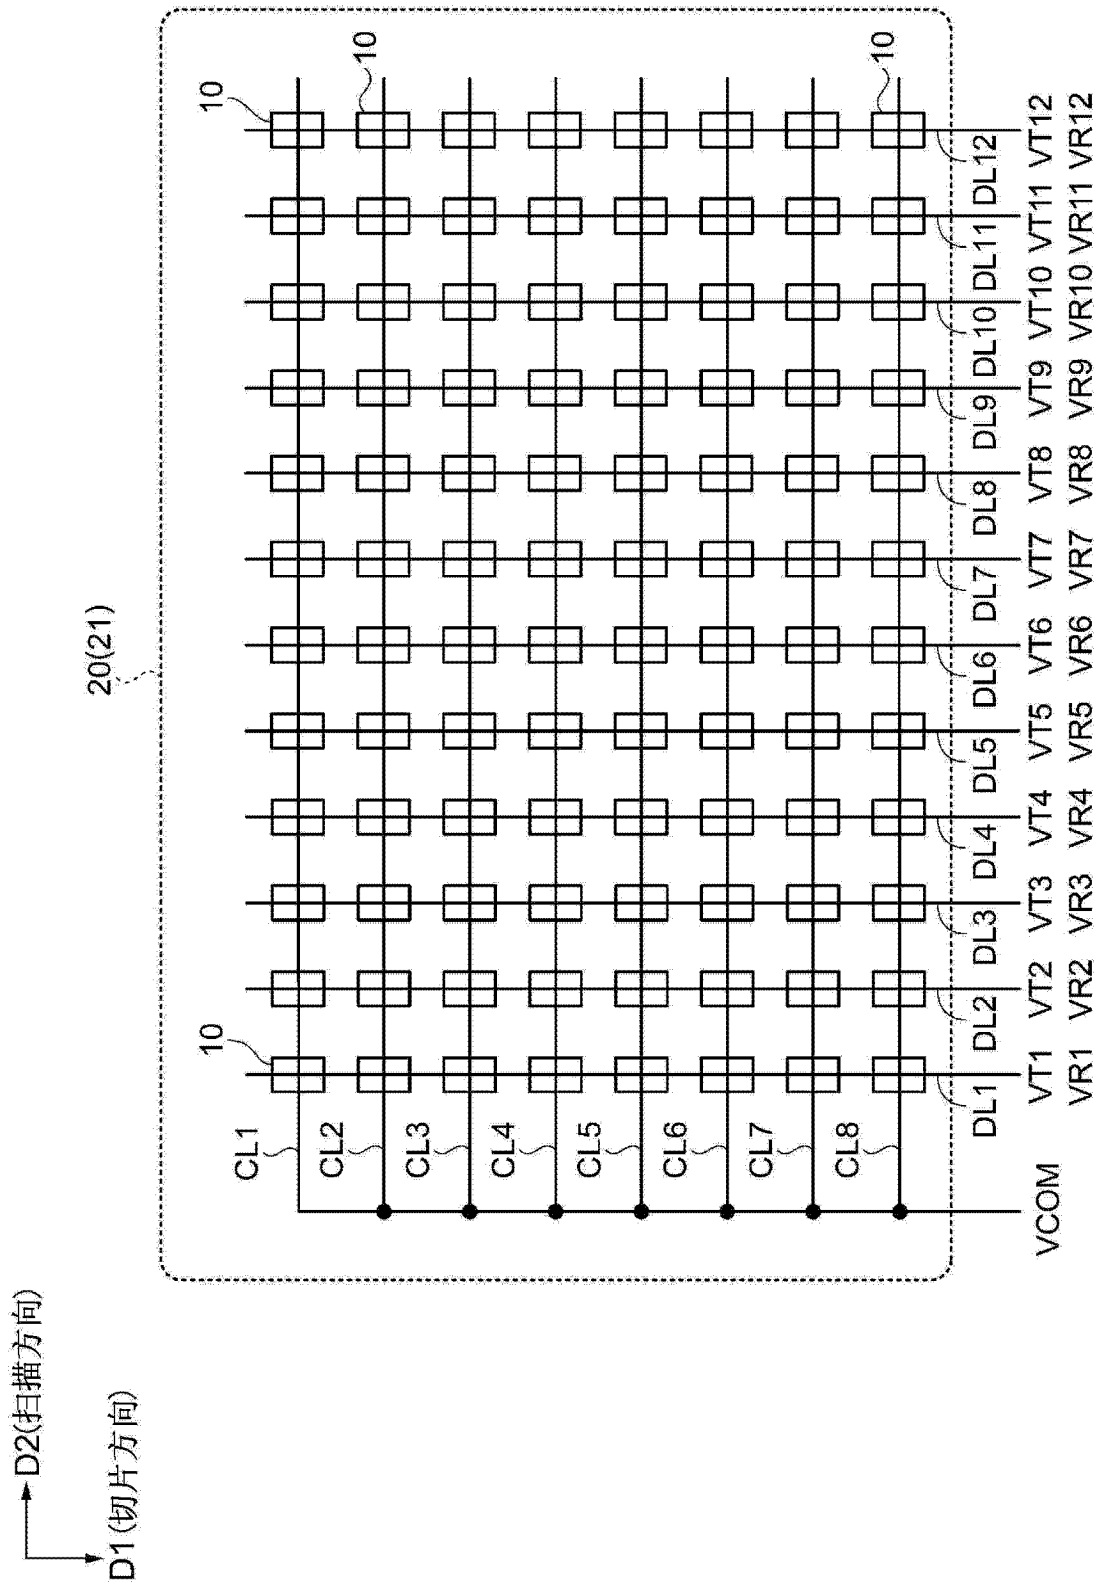 D2(扫描方向)
D1(切片方向)
20(21)
10
10
10
10
CL1
CL2
CL3
CL4
CL5
CL6
CL7
CL8
DL1
DL2
DL3
DL4
DL5
DL6
DL7
DL8
DL9
DL10
DL11
DL12
VCOM
VT1 VT2 VT3 VT4 VT5 VT6 VT7 VT8 VT9 VT10 VT11 VT12
VR1 VR2 VR3 VR4 VR5 VR6 VR7 VR8 VR9 VR10 VR11 VR12